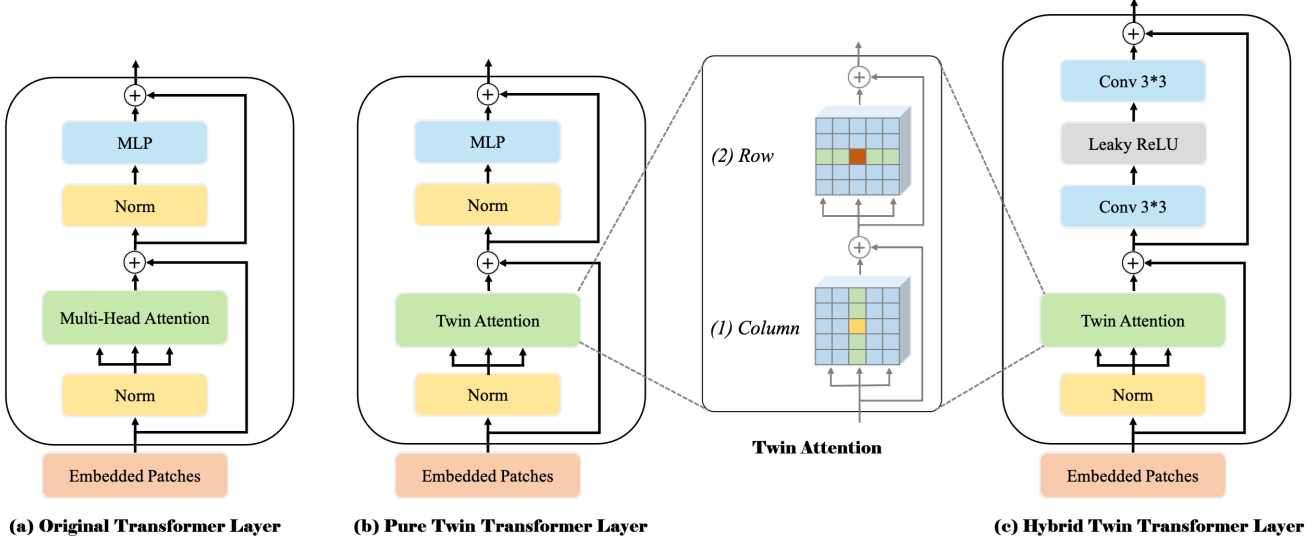 MLP
Norm
+
+
Multi-Head Attention
Norm
Embedded Patches
(a) Original Transformer Layer
+
MLP
Norm
+
Twin Attention
Norm
Embedded Patches
(b) Pure Twin Transformer Layer
+
(2) Row
+
(1) Column
Twin Attention
+
Conv 3*3
Leaky ReLU
Conv 3*3
+
Twin Attention
Norm
Embedded Patches
(c) Hybrid Twin Transformer Layer